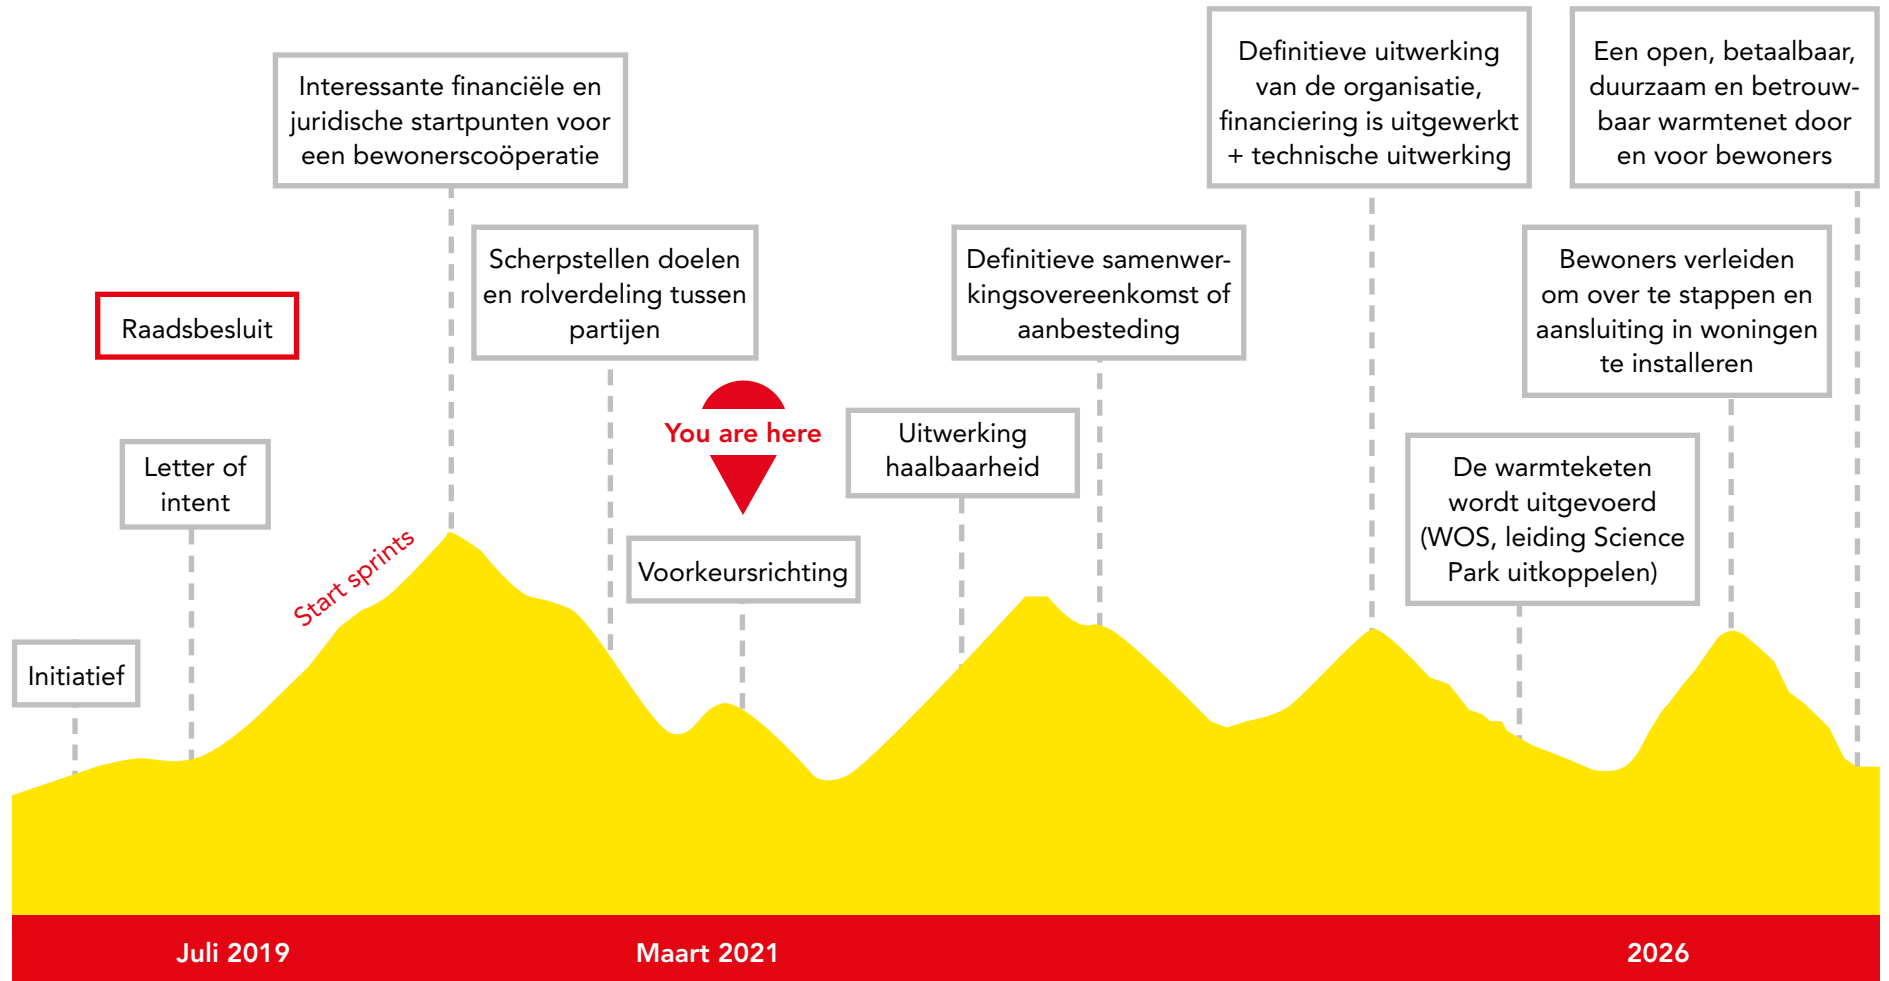 Initiatief
Raadsbesluit
Letter of
intent
Start sprints
Interessante financiële en
juridische startpunten voor
een bewonerscoöperatie
Scherpstellen doelen
en rolverdeling tussen
partijen
You are here
Voorkeursrichting
Uitwerking
haalbaarheid
Definitieve samenwer-
kingsovereenkomst of
aanbesteding
Definitieve uitwerking
van de organisatie,
financiering is uitgewerkt
+ technische uitwerking
De warmteketen
wordt uitgevoerd
(WOS, leiding Science
Park uitkoppelen)
Bewoners verleiden
om over te stappen en
aansluiting in woningen
te installeren
Een open, betaalbaar,
duurzaam en betrouw-
baar warmtenet door
en voor bewoners
Juli 2019
Maart 2021
2026